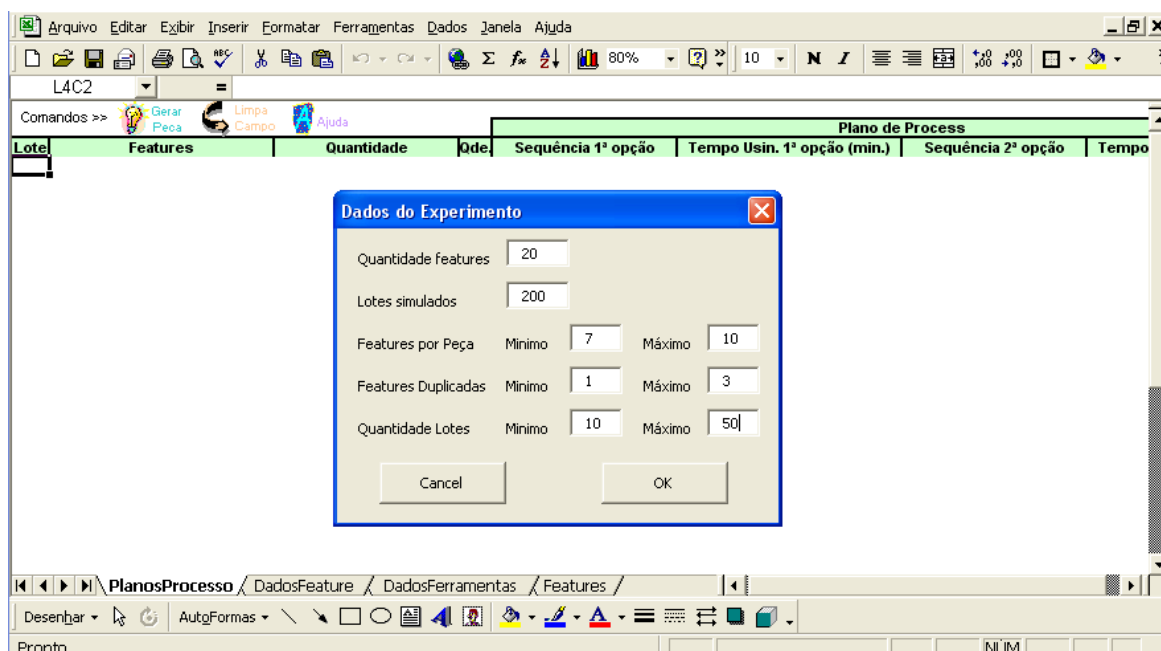 Arquivo Editar Exibir Inserir Formatar Ferramentas Dados Janela Ajuda
80% 10 N I
L4C2 =
Comandos >> Gerar Peca Limpa Campo Ajuda
Plano de Process
Lote Features Quantidade Qde. Sequência 1ª opção Tempo Usin. 1ª opção (min.) Sequência 2ª opção Tempo
Dados do Experimento
Quantidade features 20
Lotes simulados 200
Features por Peça Minimo 7 Máximo 10
Features Duplicadas Minimo 1 Máximo 3
Quantidade Lotes Minimo 10 Máximo 50
Cancel OK
PlanosProcesso DadosFeature DadosFerramentas Features
Desenhar AutoFormas
Pronto NÚM